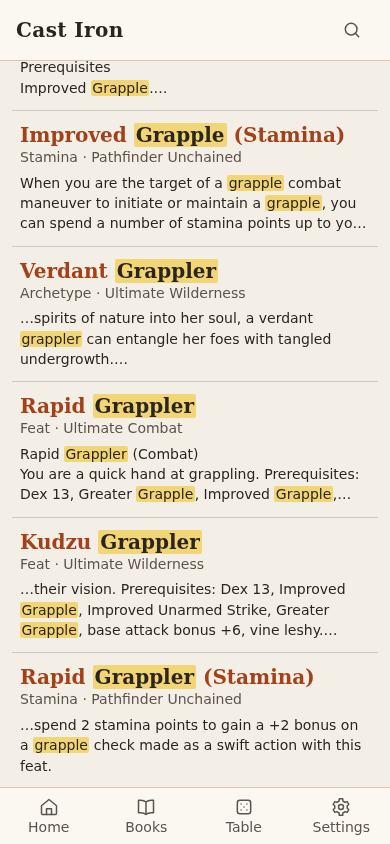 Cast Iron
Prerequisites
Improved Grapple.…
Improved Grapple (Stamina)
Stamina · Pathfinder Unchained
When you are the target of a grapple combat
maneuver to initiate or maintain a grapple, you
can spend a number of stamina points up to yo…
Verdant Grappler
Archetype · Ultimate Wilderness
…spirits of nature into her soul, a verdant
grappler can entangle her foes with tangled
undergrowth.…
Rapid Grappler
Feat · Ultimate Combat
Rapid Grappler (Combat)
You are a quick hand at grappling. Prerequisites:
Dex 13, Greater Grapple, Improved Grapple,…
Kudzu Grappler
Feat · Ultimate Wilderness
…their vision. Prerequisites: Dex 13, Improved
Grapple, Improved Unarmed Strike, Greater
Grapple, base attack bonus +6, vine leshy.…
Rapid Grappler (Stamina)
Stamina · Pathfinder Unchained
…spend 2 stamina points to gain a +2 bonus on
a grapple check made as a swift action with this
feat.
Home Books Table Settings